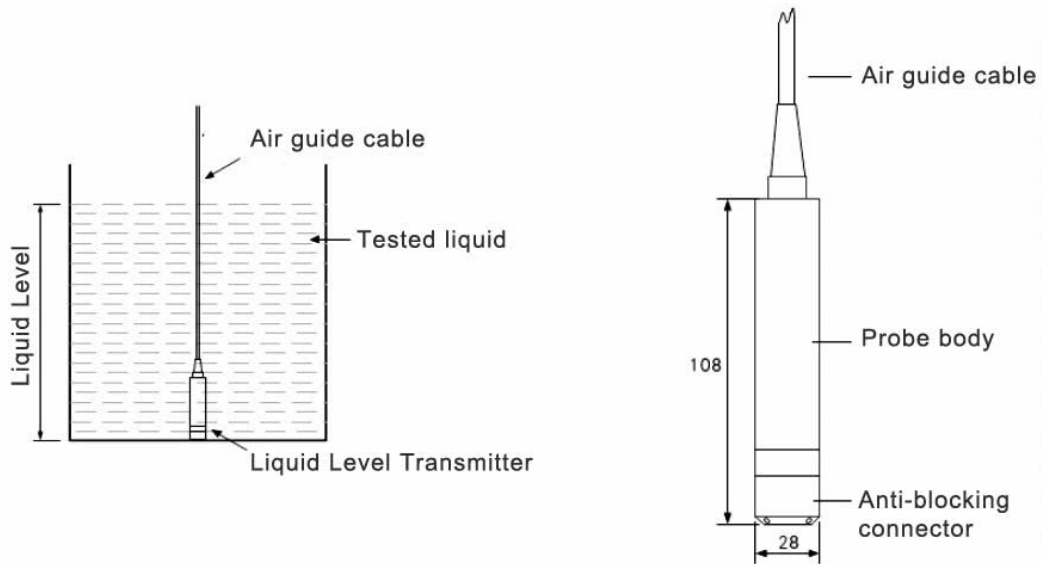 Air guide cable
Tested liquid
Liquid Level
Liquid Level Transmitter
Air guide cable
Probe body
108
Anti-blocking
connector
28